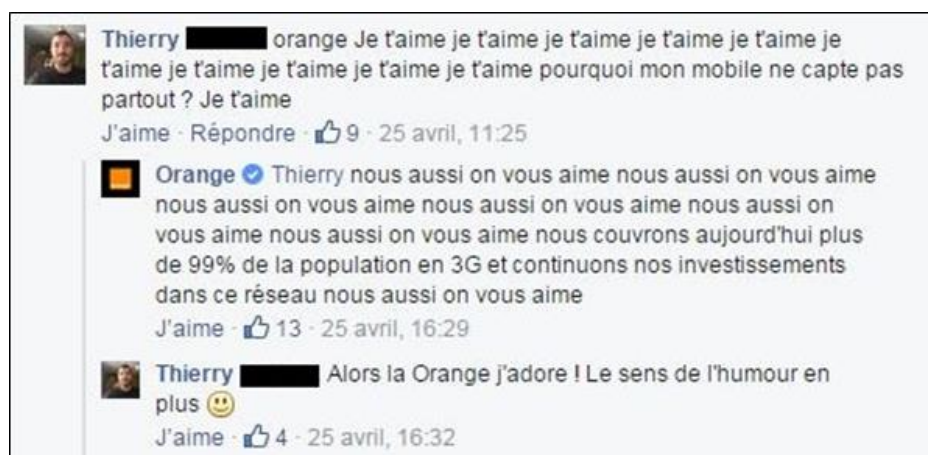 Thierry orange Je t'aime je t'aime je t'aime je t'aime je t'aime je
t'aime je t'aime je t'aime je t'aime je t'aime pourquoi mon mobile ne capte pas
partout ? Je t'aime
J'aime · Répondre · 9 · 25 avril, 11:25
Orange Thierry nous aussi on vous aime nous aussi on vous aime
nous aussi on vous aime nous aussi on vous aime nous aussi on
vous aime nous aussi on vous aime nous couvrons aujourd'hui plus
de 99% de la population en 3G et continuons nos investissements
dans ce réseau nous aussi on vous aime
J'aime · 13 · 25 avril, 16:29
Thierry Alors la Orange j'adore ! Le sens de l'humour en
plus
J'aime · 4 · 25 avril, 16:32